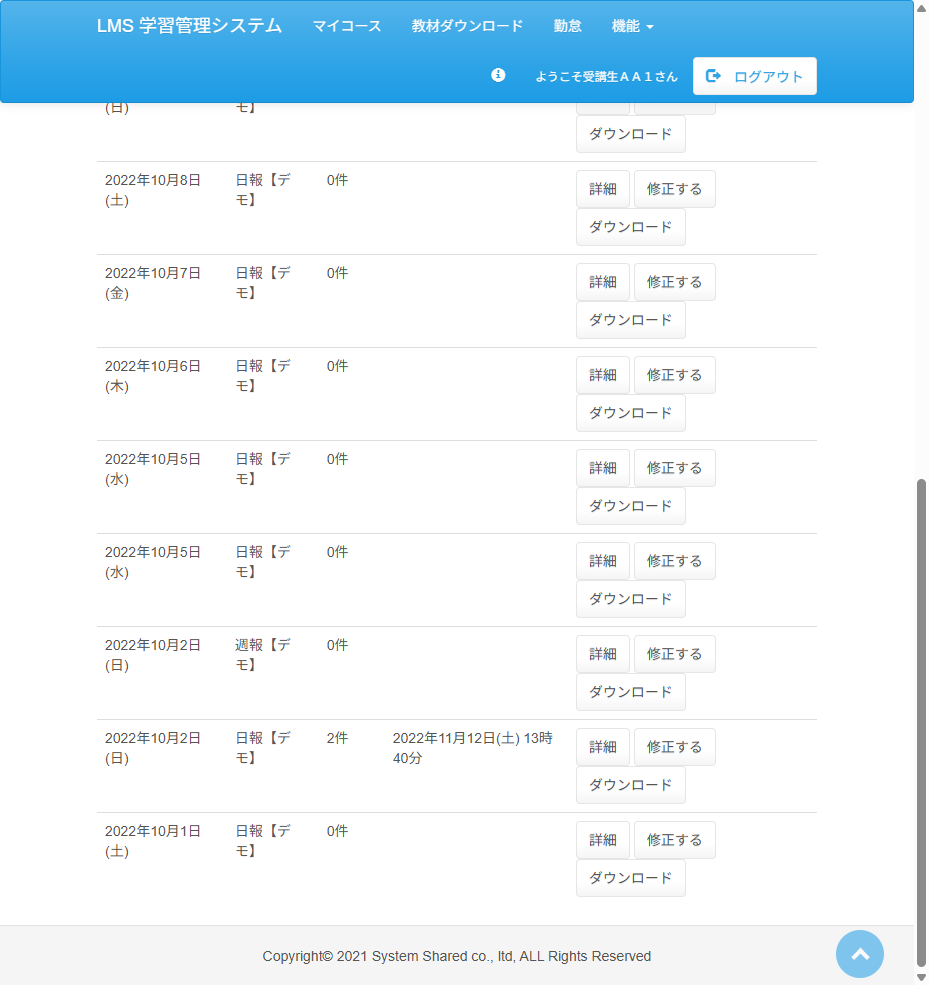 LMS 学習管理システム マイコース 教材ダウンロード 勤怠 機能
ようこそ受講生ＡＡ１さん ログアウト
(日) モ】
ダウンロード
2022年10月8日 日報【デ 0件 詳細 修正する
(土) モ】
ダウンロード
2022年10月7日 日報【デ 0件 詳細 修正する
(金) モ】
ダウンロード
2022年10月6日 日報【デ 0件 詳細 修正する
(木) モ】
ダウンロード
2022年10月5日 日報【デ 0件 詳細 修正する
(水) モ】
ダウンロード
2022年10月5日 日報【デ 0件 詳細 修正する
(水) モ】
ダウンロード
2022年10月2日 週報【デ 0件 詳細 修正する
(日) モ】
ダウンロード
2022年10月2日 日報【デ 2件 2022年11月12日(土) 13時 詳細 修正する
(日) モ】 40分
ダウンロード
2022年10月1日 日報【デ 0件 詳細 修正する
(土) モ】
ダウンロード
Copyright© 2021 System Shared co., ltd, ALL Rights Reserved